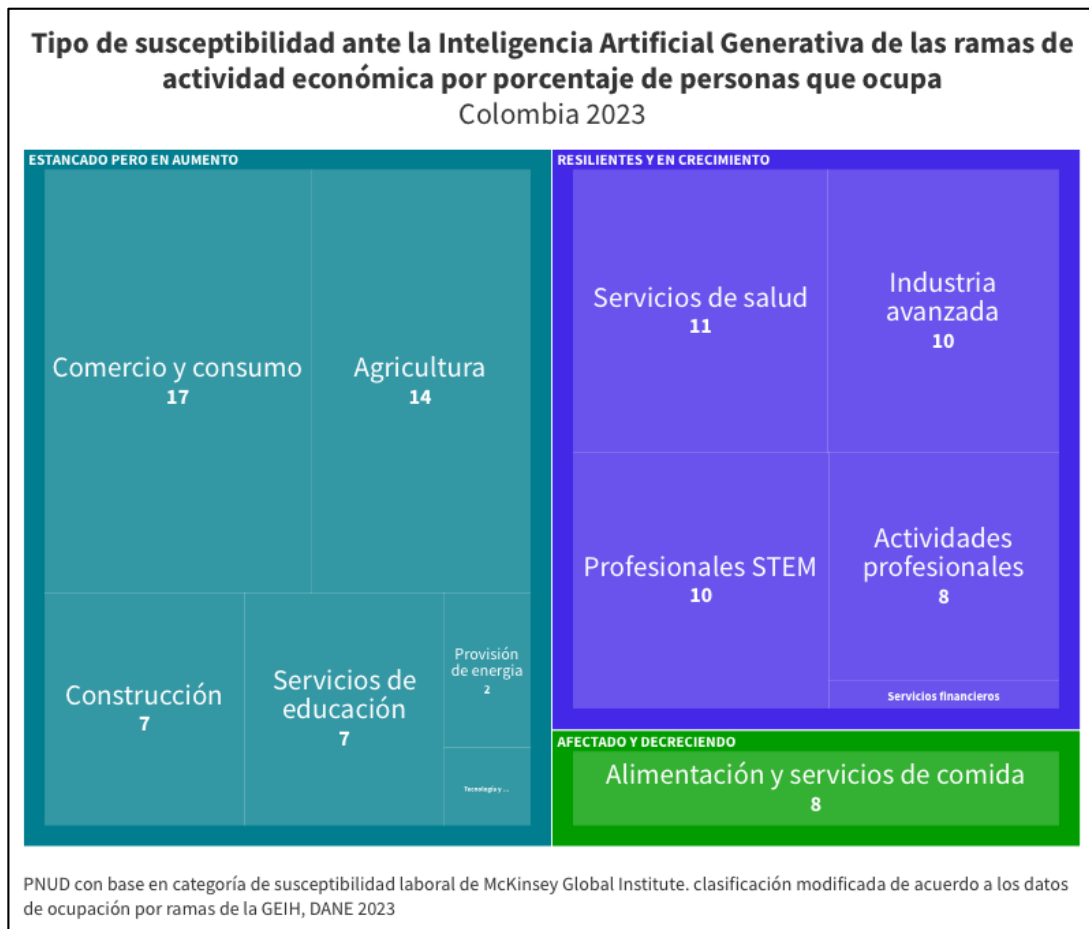 Tipo de susceptibilidad ante la Inteligencia Artificial Generativa de las ramas de
actividad económica por porcentaje de personas que ocupa
Colombia 2023
ESTANCADO PERO EN AUMENTO
Comercio y consumo
17
Agricultura
14
Construcción
7
Servicios de
educación
7
Provisión
de energia
2
Tecnología y ...
RESILIENTES Y EN CRECIMIENTO
Servicios de salud
11
Industria
avanzada
10
Profesionales STEM
10
Actividades
profesionales
8
Servicios financieros
AFECTADO Y DECRECIENDO
Alimentación y servicios de comida
8
PNUD con base en categoría de susceptibilidad laboral de McKinsey Global Institute. clasificación modificada de acuerdo a los datos
de ocupación por ramas de la GEIH, DANE 2023